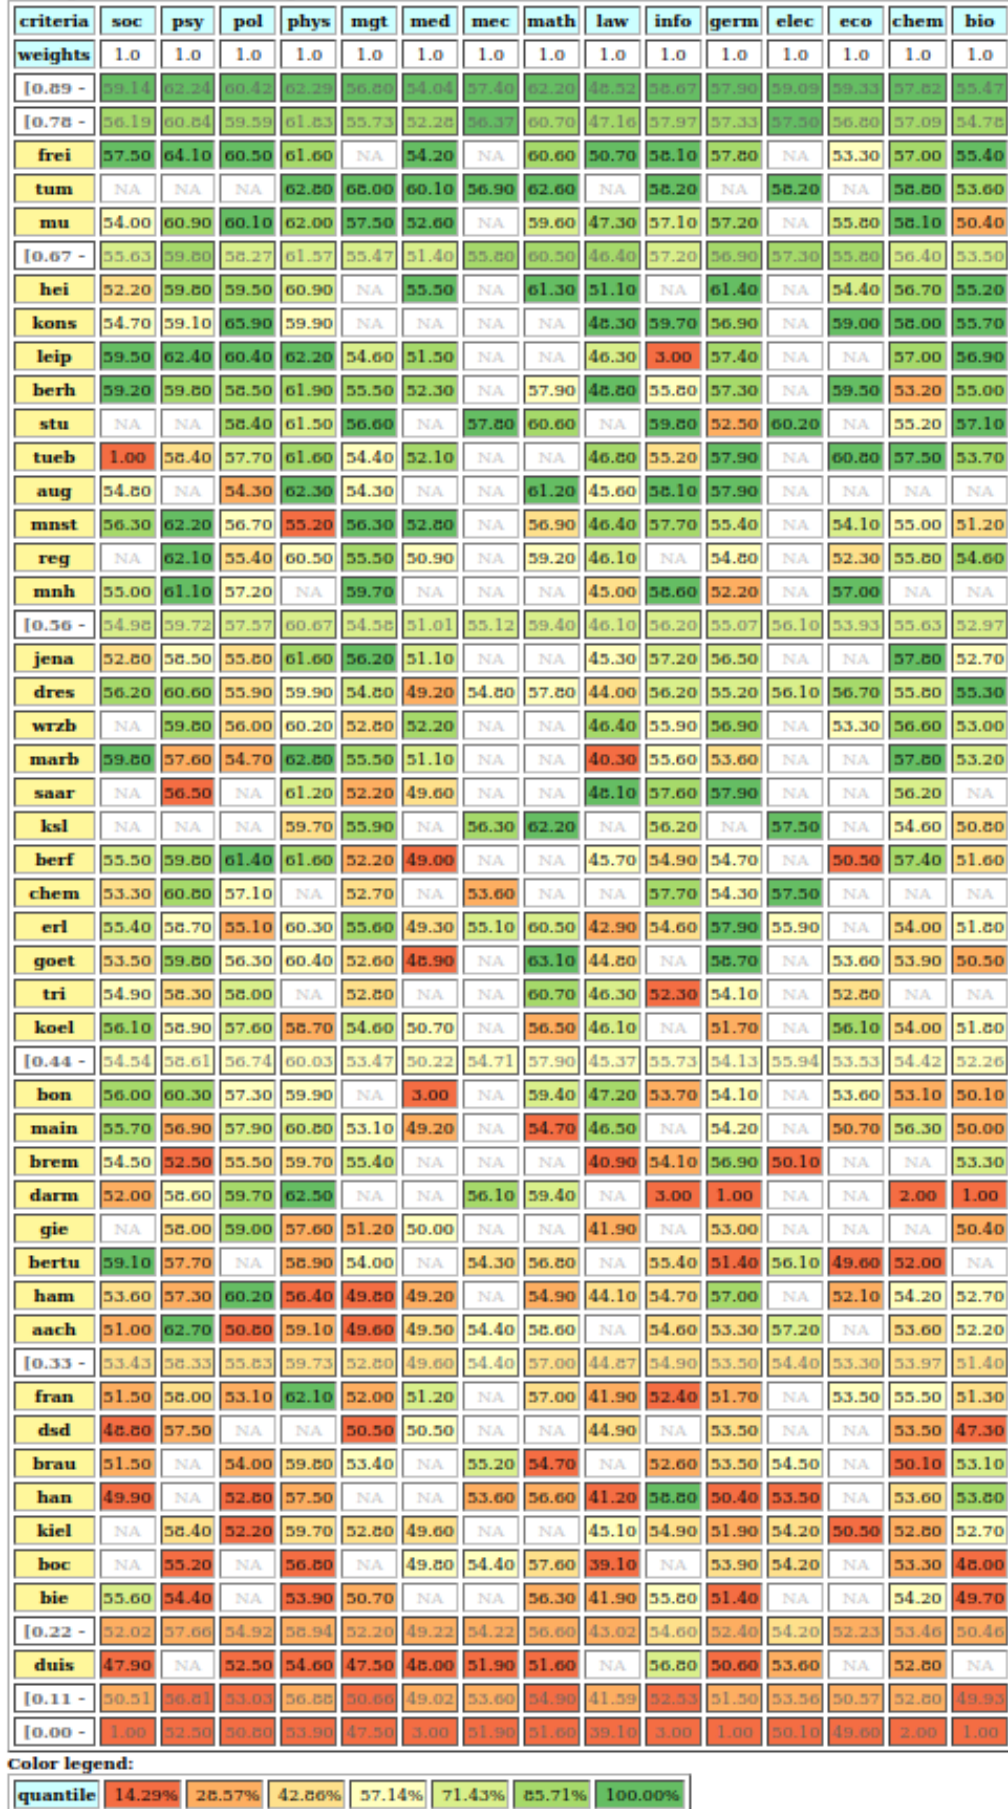 criteria soc psy pol phys mgt med mec math law info germ elec eco chem bio
weights 1.0 1.0 1.0 1.0 1.0 1.0 1.0 1.0 1.0 1.0 1.0 1.0 1.0 1.0 1.0
[0.89 - 59.14 62.24 60.42 62.29 56.80 54.04 57.40 62.20 48.52 58.67 57.90 59.09 59.33 57.82 55.47
[0.78 - 56.19 60.84 59.59 61.83 55.73 52.28 56.37 60.70 47.16 57.97 57.33 57.50 56.80 57.09 54.78
frei 57.50 64.10 60.50 61.60 NA 54.20 NA 60.60 50.70 58.10 57.80 NA 53.30 57.00 55.40
tum NA NA NA 62.80 68.00 60.10 56.90 62.60 NA 58.20 NA 58.20 NA 58.80 53.60
mu 54.00 60.90 60.10 62.00 57.50 52.60 NA 59.60 47.30 57.10 57.20 NA 55.80 58.10 50.40
[0.67 - 55.63 59.80 58.27 61.57 55.47 51.40 55.80 60.50 46.40 57.20 56.90 57.30 55.80 56.40 53.50
hei 52.20 59.80 59.50 60.90 NA 55.50 NA 61.30 51.10 NA 61.40 NA 54.40 56.70 55.20
kons 54.70 59.10 65.90 59.90 NA NA NA NA 48.30 59.70 56.90 NA 59.00 58.00 55.70
leip 59.50 62.40 60.40 62.20 54.60 51.50 NA NA 46.30 3.00 57.40 NA NA 57.00 56.90
berh 59.20 59.80 58.50 61.90 55.50 52.30 NA 57.90 48.80 55.80 57.30 NA 59.50 53.20 55.00
stu NA NA 58.40 61.50 56.60 NA 57.80 60.60 NA 59.80 52.50 60.20 NA 55.20 57.10
tueb 1.00 58.40 57.70 61.60 54.40 52.10 NA NA 46.80 55.20 57.90 NA 60.80 57.50 53.70
aug 54.80 NA 54.30 62.30 54.30 NA NA 61.20 45.60 58.10 57.90 NA NA NA NA
mnst 56.30 62.20 56.70 55.20 56.30 52.80 NA 56.90 46.40 57.70 55.40 NA 54.10 55.00 51.20
reg NA 62.10 55.40 60.50 55.50 50.90 NA 59.20 46.10 NA 54.80 NA 52.30 55.80 54.60
mnh 55.00 61.10 57.20 NA 59.70 NA NA NA 45.00 58.60 52.20 NA 57.00 NA NA
[0.56 - 54.98 59.72 57.57 60.67 54.58 51.01 55.12 59.40 46.10 56.20 55.07 56.10 53.93 55.63 52.97
jena 52.80 58.50 55.80 61.60 56.20 51.10 NA NA 45.30 57.20 56.50 NA NA 57.80 52.70
dres 56.20 60.60 55.90 59.90 54.80 49.20 54.80 57.80 44.00 56.20 55.20 56.10 56.70 55.80 55.30
wrzb NA 59.80 56.00 60.20 52.80 52.20 NA NA 46.40 55.90 56.90 NA 53.30 56.60 53.00
marb 59.80 57.60 54.70 62.80 55.50 51.10 NA NA 40.30 55.60 53.60 NA NA 57.80 53.20
saar NA 56.50 NA 61.20 52.20 49.60 NA NA 48.10 57.60 57.90 NA NA 56.20 NA
ksl NA NA NA 59.70 55.90 NA 56.30 62.20 NA 56.20 NA 57.50 NA 54.60 50.80
berf 55.50 59.80 61.40 61.60 52.20 49.00 NA NA 45.70 54.90 54.70 NA 50.50 57.40 51.60
chem 53.30 60.80 57.10 NA 52.70 NA 53.60 NA NA 57.70 54.30 57.50 NA NA NA
erl 55.40 58.70 55.10 60.30 55.60 49.30 55.10 60.50 42.90 54.60 57.90 55.90 NA 54.00 51.80
goet 53.50 59.80 56.30 60.40 52.60 48.90 NA 63.10 44.80 NA 58.70 NA 53.60 53.90 50.50
tri 54.90 58.30 58.00 NA 52.80 NA NA 60.70 46.30 52.30 54.10 NA 52.80 NA NA
koel 56.10 58.90 57.60 58.70 54.60 50.70 NA 56.50 46.10 NA 51.70 NA 56.10 54.00 51.80
[0.44 - 54.54 58.61 56.74 60.03 53.47 50.22 54.71 57.90 45.37 55.73 54.13 55.94 53.53 54.42 52.26
bon 56.00 60.30 57.30 59.90 NA 3.00 NA 59.40 47.20 53.70 54.10 NA 53.60 53.10 50.10
main 55.70 56.90 57.90 60.80 53.10 49.20 NA 54.70 46.50 NA 54.20 NA 50.70 56.30 50.00
brem 54.50 52.50 55.50 59.70 55.40 NA NA NA 40.90 54.10 56.90 50.10 NA NA 53.30
darm 52.00 58.60 59.70 62.50 NA NA 56.10 59.40 NA 3.00 1.00 NA NA 2.00 1.00
gie NA 58.00 59.00 57.60 51.20 50.00 NA NA 41.90 NA 53.00 NA NA NA 50.40
bertu 59.10 57.70 NA 58.90 54.00 NA 54.30 56.80 NA 55.40 51.40 56.10 49.60 52.00 NA
ham 53.60 57.30 60.20 56.40 49.80 49.20 NA 54.90 44.10 54.70 57.00 NA 52.10 54.20 52.70
aach 51.00 62.70 50.80 59.10 49.60 49.50 54.40 58.60 NA 54.60 53.30 57.20 NA 53.60 52.20
[0.33 - 53.43 58.33 55.83 59.73 52.80 49.60 54.40 57.00 44.87 54.90 53.50 54.40 53.30 53.97 51.40
fran 51.50 58.00 53.10 62.10 52.00 51.20 NA 57.00 41.90 52.40 51.70 NA 53.50 55.50 51.30
dsd 48.80 57.50 NA NA 50.50 50.50 NA NA 44.90 NA 53.50 NA NA 53.50 47.30
brau 51.50 NA 54.00 59.80 53.40 NA 55.20 54.70 NA 52.60 53.50 54.50 NA 50.10 53.10
han 49.90 NA 52.80 57.50 NA NA 53.60 56.60 41.20 58.80 50.40 53.50 NA 53.60 53.80
kiel NA 58.40 52.20 59.70 52.80 49.60 NA NA 45.10 54.90 51.90 54.20 50.50 52.80 52.70
boc NA 55.20 NA 56.80 NA 49.80 54.40 57.60 39.10 NA 53.90 54.20 NA 53.30 48.00
bie 55.60 54.40 NA 53.90 50.70 NA NA 56.30 41.90 55.80 51.40 NA NA 54.20 49.70
[0.22 - 52.02 57.66 54.92 58.94 52.20 49.22 54.22 56.60 43.02 54.60 52.40 54.20 52.23 53.46 50.46
duis 47.90 NA 52.50 54.60 47.50 48.00 51.90 51.60 NA 56.80 50.60 53.60 NA 52.80 NA
[0.11 - 50.51 56.81 53.03 56.88 50.66 49.02 53.60 54.90 41.59 52.53 51.50 53.56 50.57 52.80 49.93
[0.00 - 1.00 52.50 50.80 53.90 47.50 3.00 51.90 51.60 39.10 3.00 1.00 50.10 49.60 2.00 1.00
Color legend:
quantile 14.29% 28.57% 42.86% 57.14% 71.43% 85.71% 100.00%